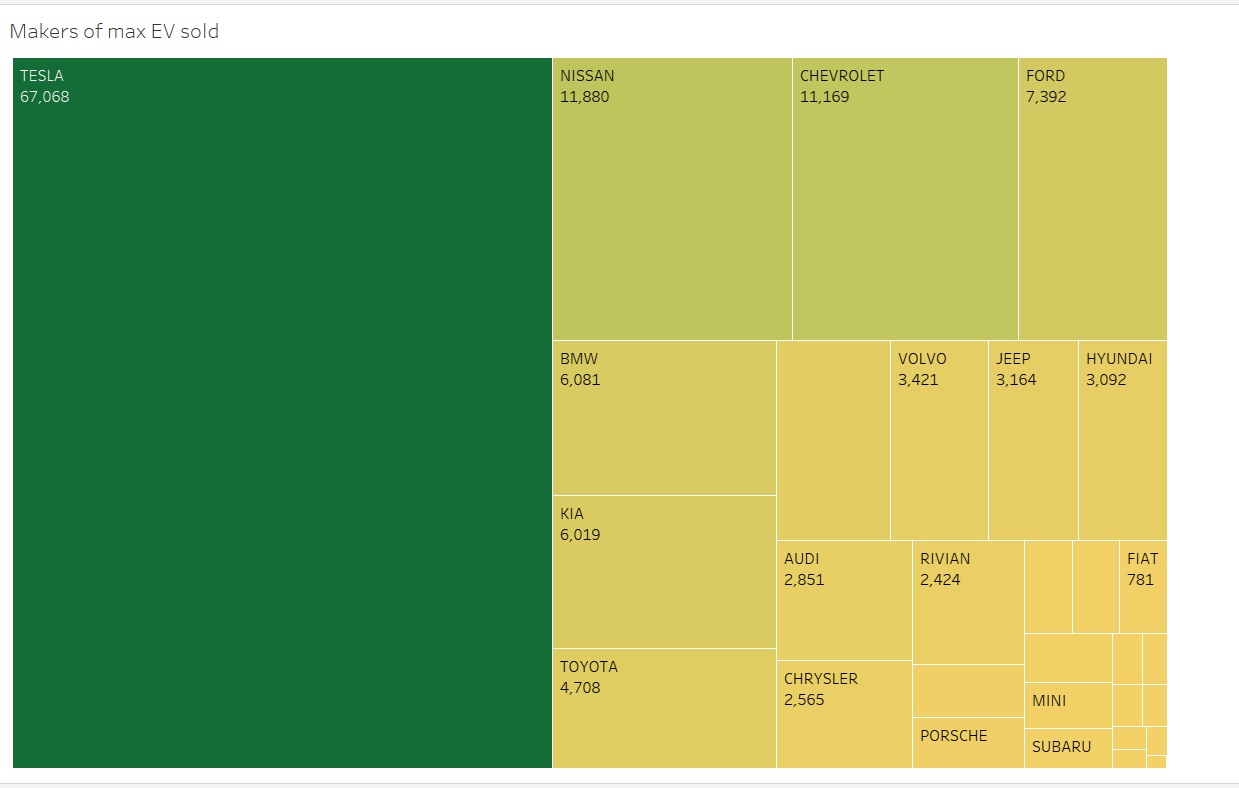 Makers of max EV sold
TESLA
67,068
NISSAN
11,880
CHEVROLET
11,169
FORD
7,392
BMW
6,081
KIA
6,019
TOYOTA
4,708
VOLVO
3,421
JEEP
3,164
HYUNDAI
3,092
AUDI
2,851
CHRYSLER
2,565
RIVIAN
2,424
PORSCHE
FIAT
781
MINI
SUBARU